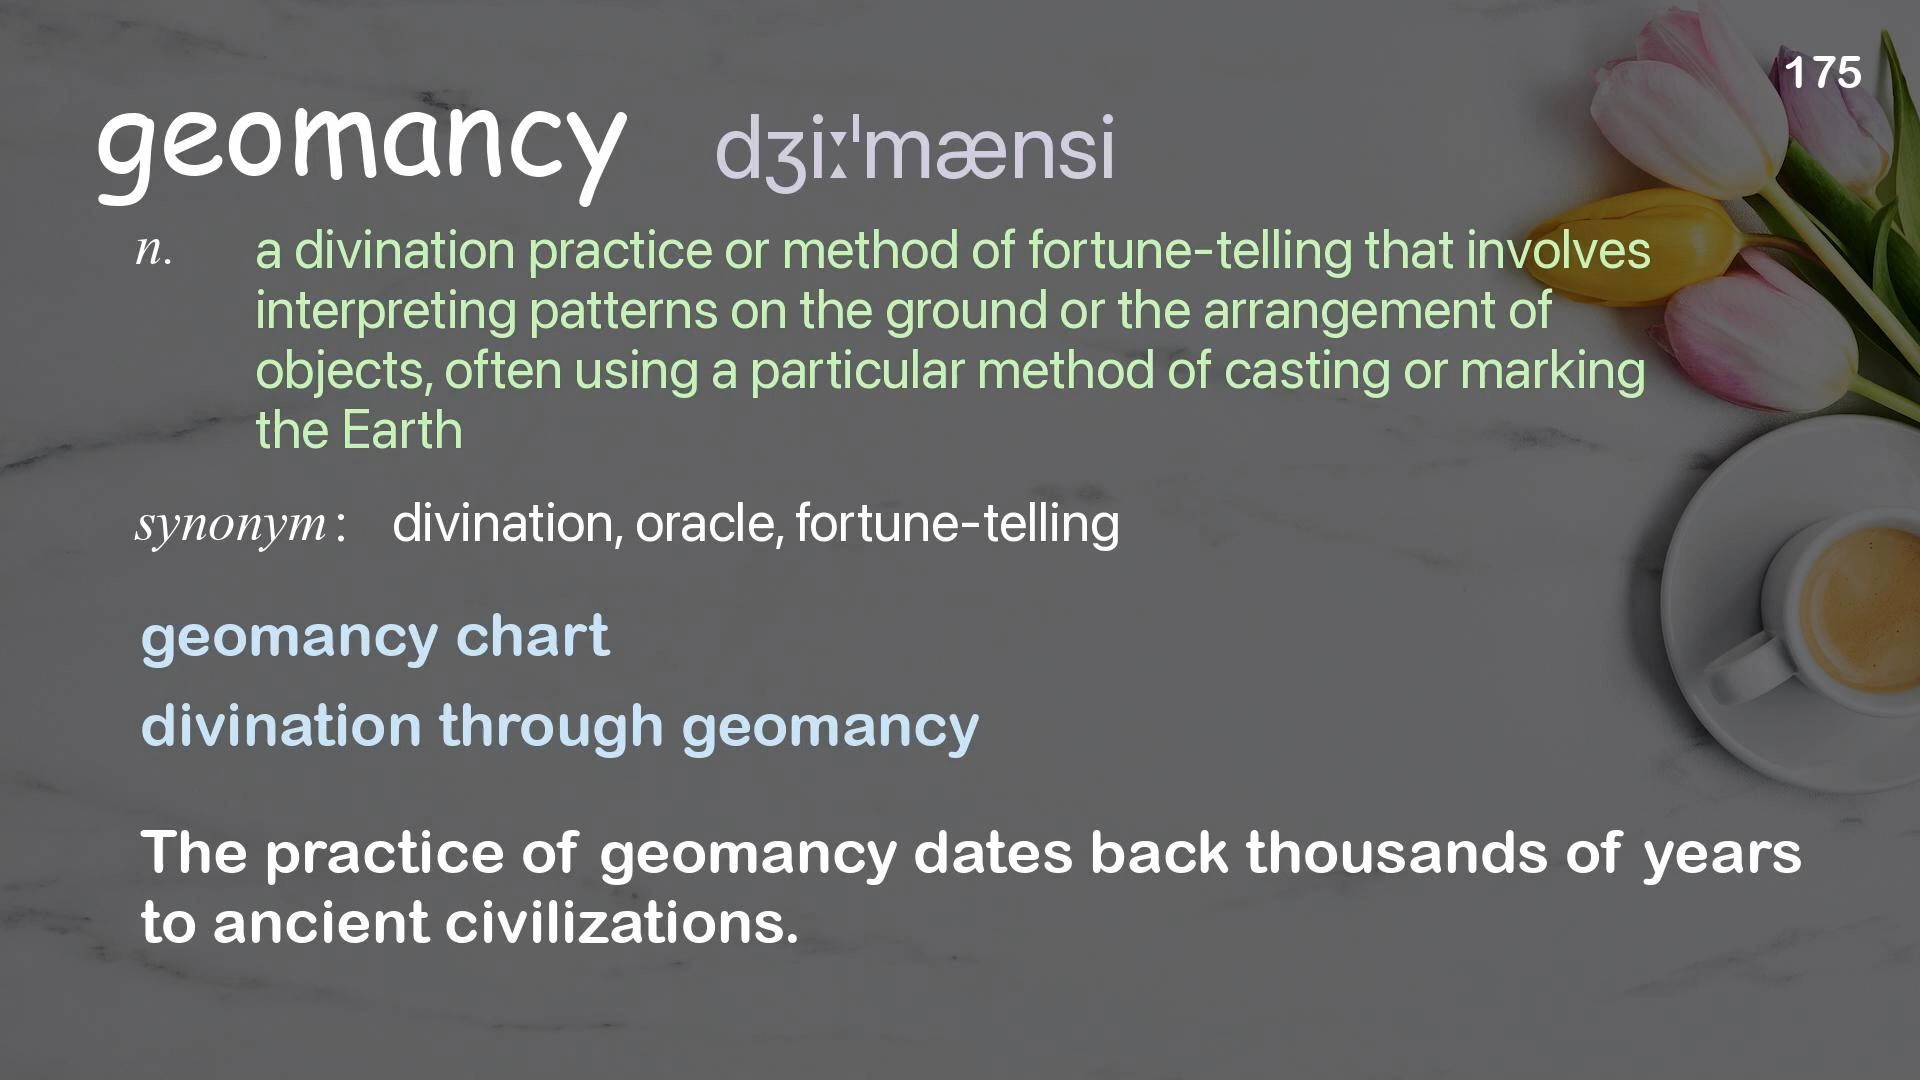 175
geomancy dʒiːˈmænsi
n. a divination practice or method of fortune-telling that involves
interpreting patterns on the ground or the arrangement of
objects, often using a particular method of casting or marking
the Earth
synonym: divination, oracle, fortune-telling
geomancy chart
divination through geomancy
The practice of geomancy dates back thousands of years
to ancient civilizations.